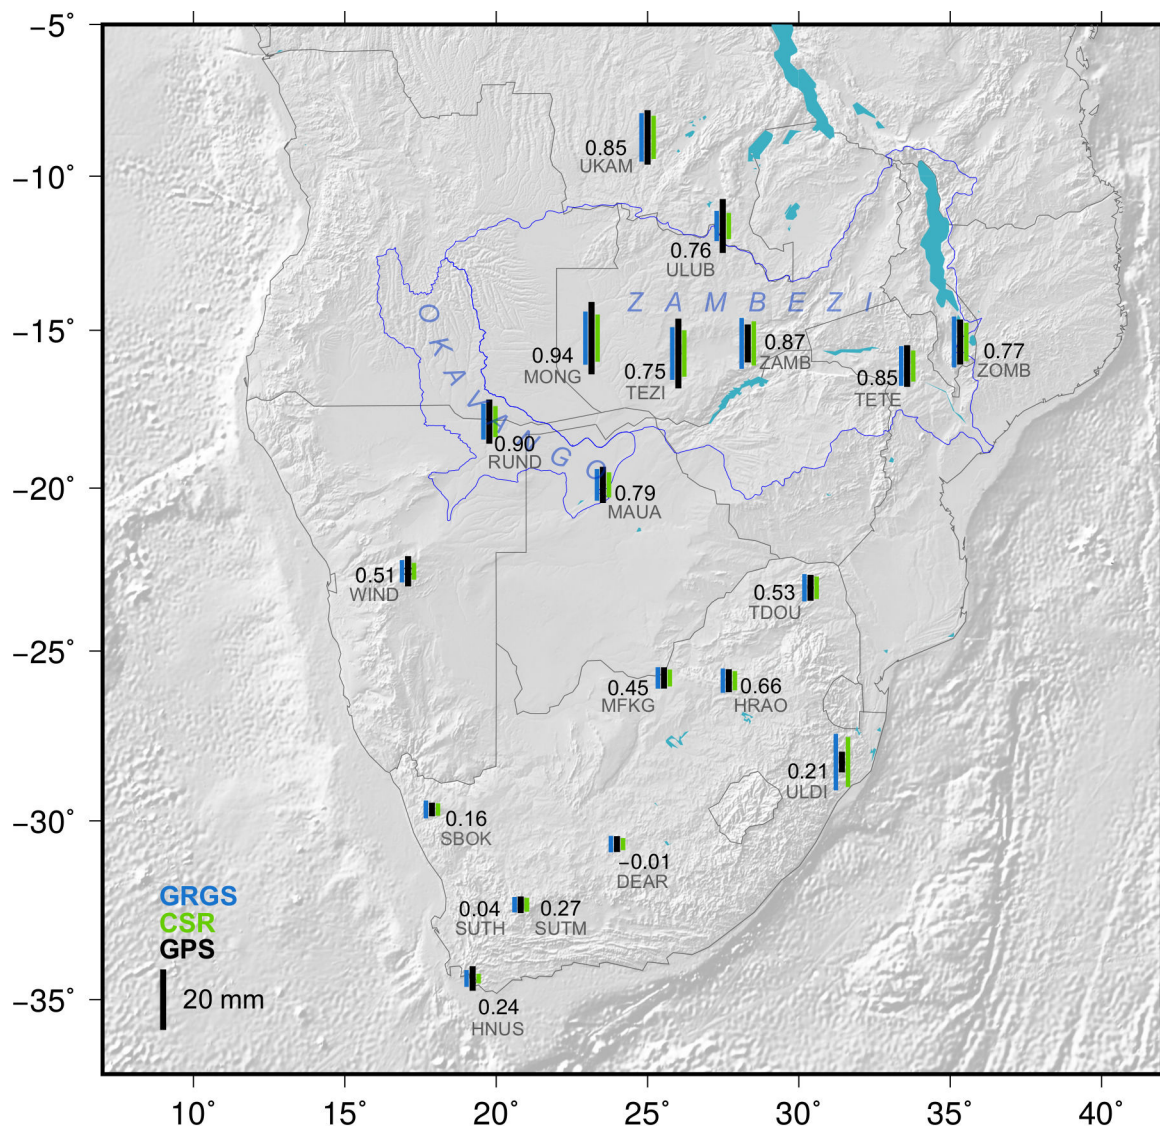 −5°
−10°
−15°
−20°
−25°
−30°
−35°
0.85
UKAM
0.76
ULUB
ZAMBEZI
OKAVANGO
0.94
MONG
0.75
TEZI
0.87
ZAMB
0.85
TETE
0.77
ZOMB
0.90
RUND
0.79
MAUA
0.51
WIND
0.53
TDOU
0.45
MFKG
0.66
HRAO
0.21
ULDI
0.16
SBOK
−0.01
DEAR
0.04
SUTH
0.27
SUTM
0.24
HNUS
GRGS
CSR
GPS
20 mm
10° 15° 20° 25° 30° 35° 40°